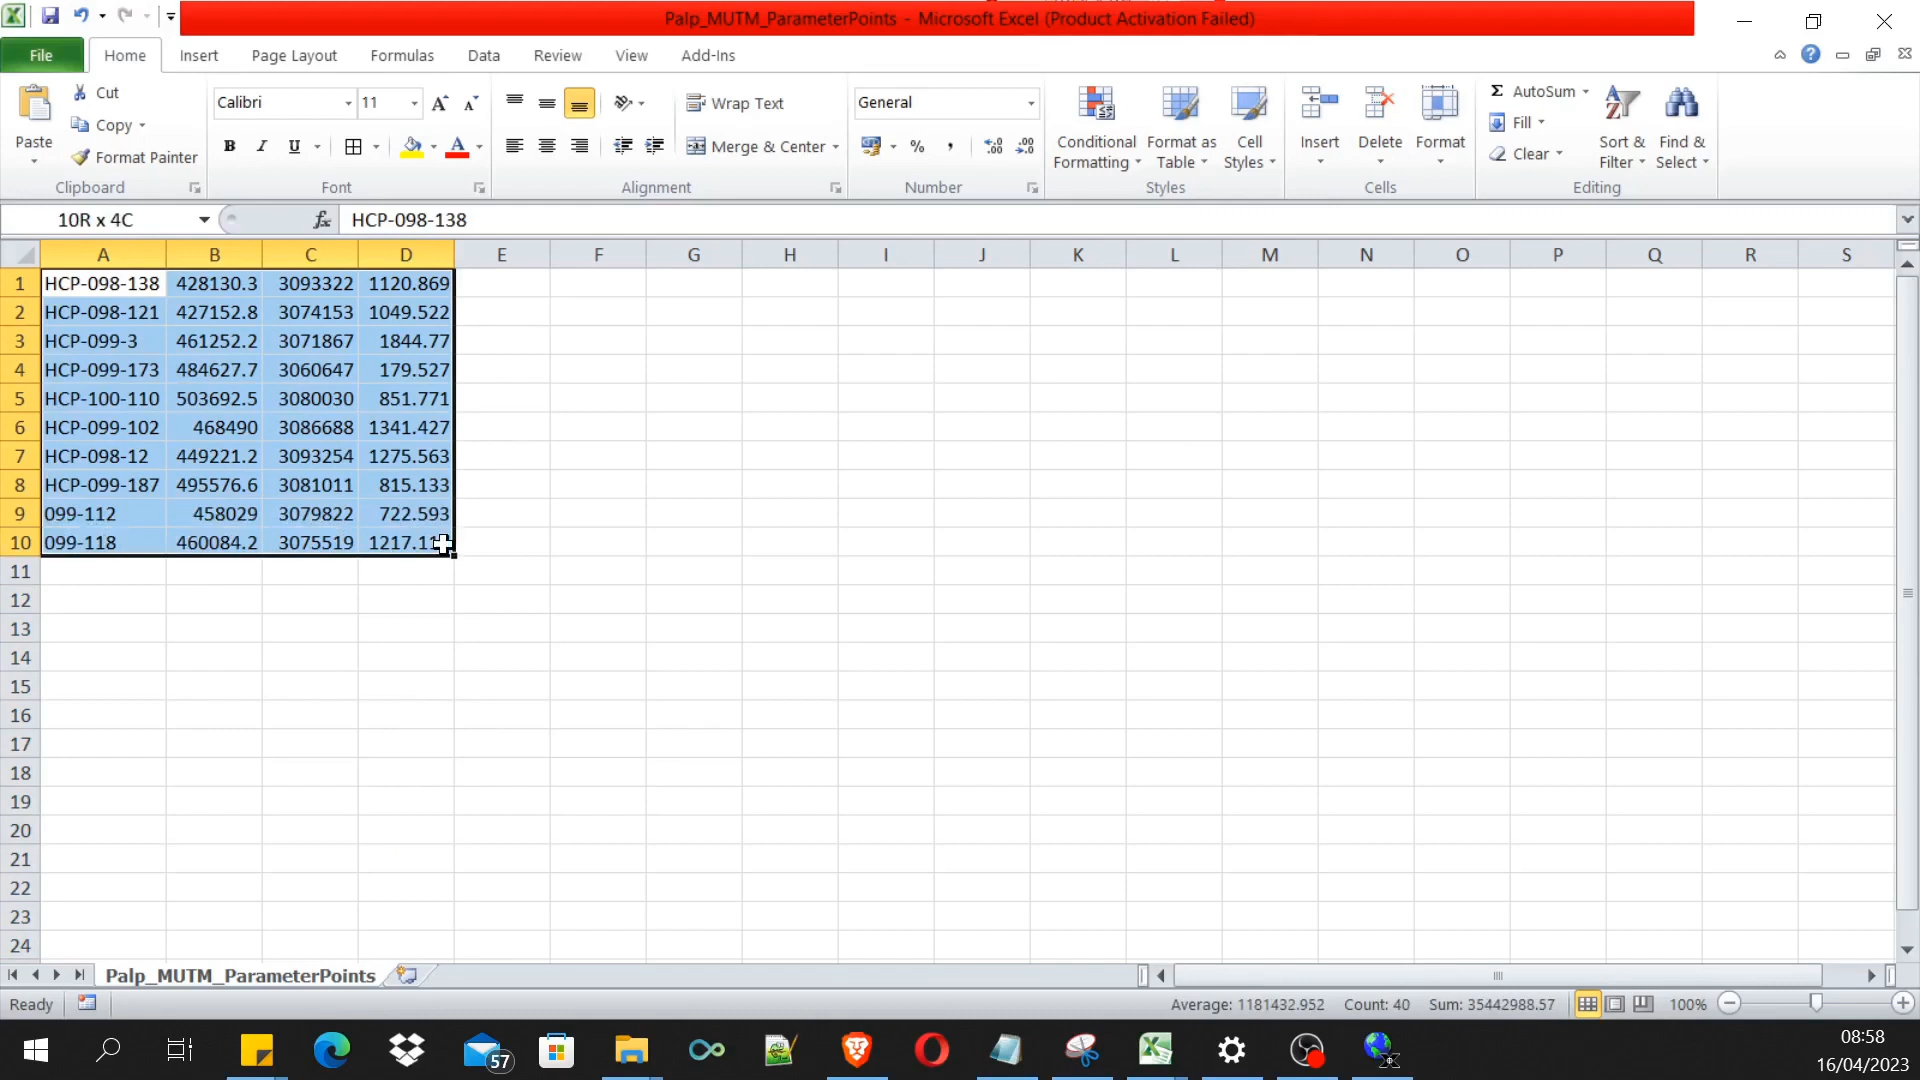 Palp_MUTM_ParameterPoints - Microsoft Excel (Product Activation Failed)
File Home Insert Page Layout Formulas Data Review View Add-Ins
Paste
Cut
Copy
Format Painter
Clipboard
Calibri 11
B I U
Font
Wrap Text
Merge & Center
Alignment
General
Number
Conditional Formatting
Format as Table
Cell Styles
Styles
Insert
Delete
Format
Cells
AutoSum
Fill
Clear
Sort & Filter
Find & Select
Editing
10R x 4C fx HCP-098-138
A B C D E F G H I J K L M N O P Q R S
1 HCP-098-138 428130.3 3093322 1120.869
2 HCP-098-121 427152.8 3074153 1049.522
3 HCP-099-3 461252.2 3071867 1844.77
4 HCP-099-173 484627.7 3060647 179.527
5 HCP-100-110 503692.5 3080030 851.771
6 HCP-099-102 468490 3086688 1341.427
7 HCP-098-12 449221.2 3093254 1275.563
8 HCP-099-187 495576.6 3081011 815.133
9 099-112 458029 3079822 722.593
10 099-118 460084.2 3075519
11
12
13
14
15
16
17
18
19
20
21
22
23
24
Palp_MUTM_ParameterPoints
Ready Average: 1181432.952 Count: 40 Sum: 35442988.57 100%
57
08:58
16/04/2023